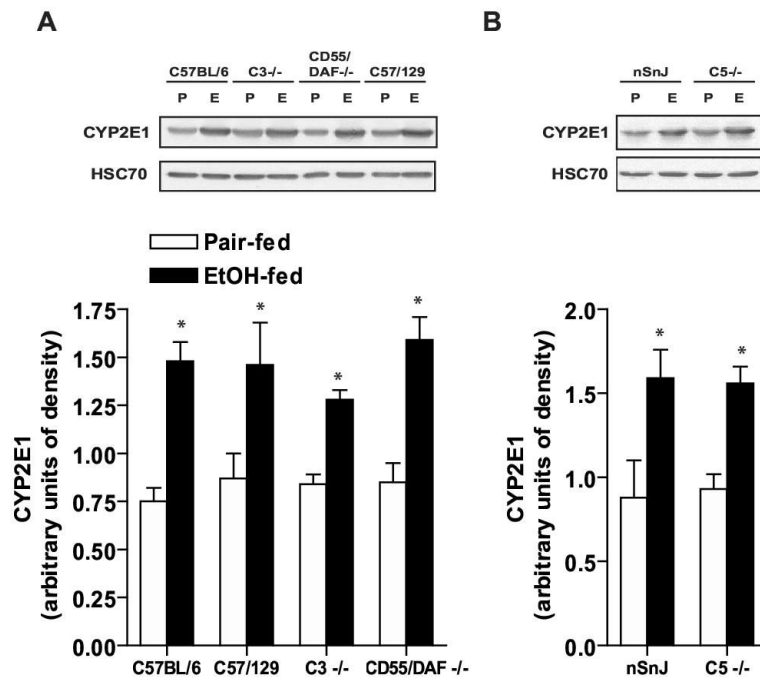 A
C57BL/6 C3-/- CD55/
DAF-/- C57/129
P E P E P E P E
CYP2E1
HSC70
Pair-fed
EtOH-fed
CYP2E1
(arbitrary units of density)
1.75
1.50
1.25
1.00
0.75
0.50
0.25
0.00
* * * *
C57BL/6 C57/129 C3 -/- CD55/DAF -/-
B
nSnJ C5-/-
P E P E
CYP2E1
HSC70
CYP2E1
(arbitrary units of density)
2.0
1.5
1.0
0.5
0.0
* *
nSnJ C5 -/-